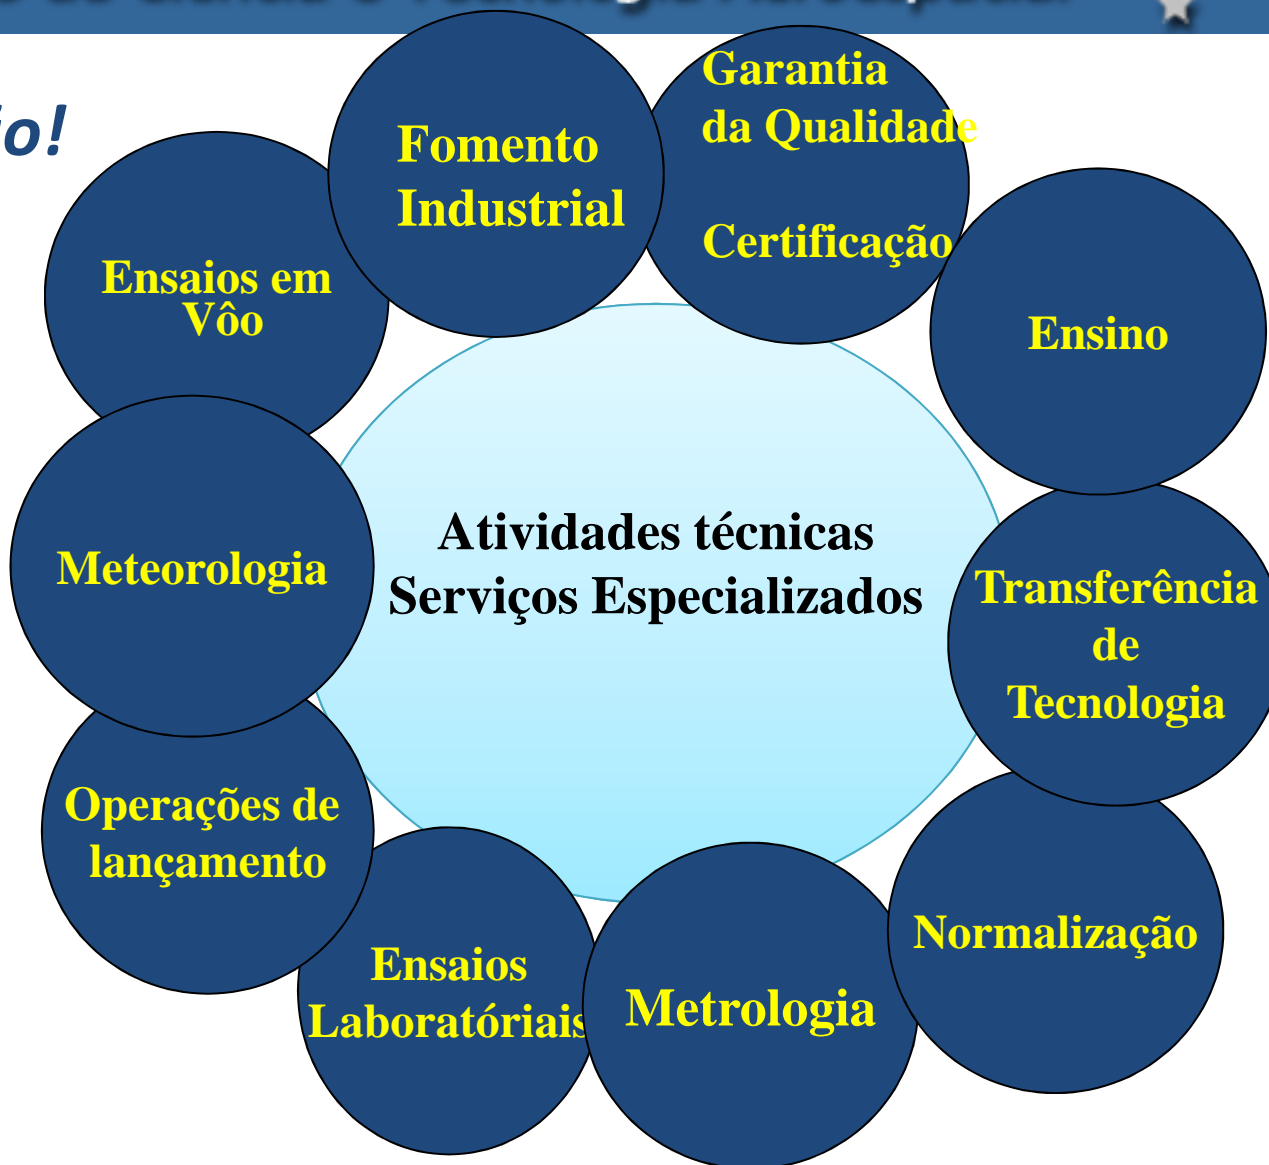 Fomento
Industrial
Garantia
da Qualidade
Certificação
Ensaios em
Vôo
Ensino
Meteorologia
Atividades técnicas
Serviços Especializados
Transferência
de
Tecnologia
Operações de
lançamento
Normalização
Ensaios
Laboratóriais
Metrologia